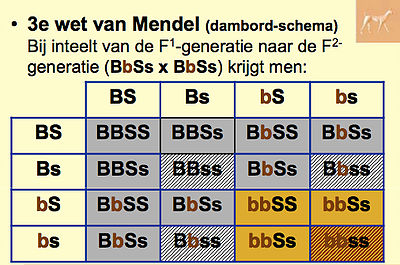 • 3e wet van Mendel (dambord-schema)
Bij inteelt van de F1-generatie naar de F2-
generatie (BbSs x BbSs) krijgt men:
BS Bs bS bs
BS BBSS BBSs BbSS BbSs
Bs BBSs BBss BbSs Bbss
bS BbSS BbSs bbSS bbSs
bs BbSs Bbss bbSs bbss